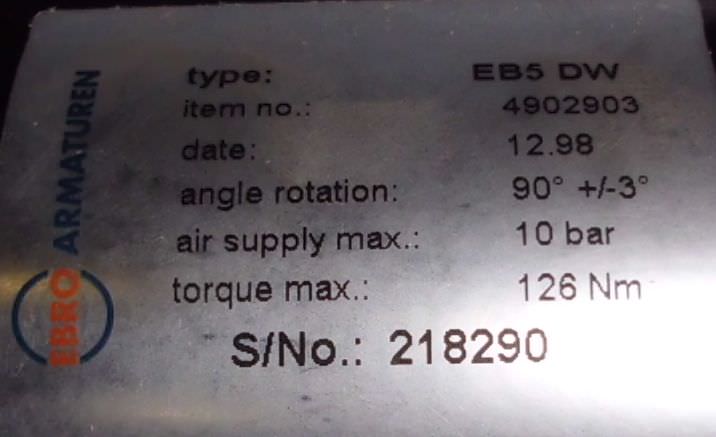 EBRO ARMATUREN
type: EB5 DW
item no.: 4902903
date: 12.98
angle rotation: 90° +/-3°
air supply max.: 10 bar
torque max.: 126 Nm
S/No.: 218290